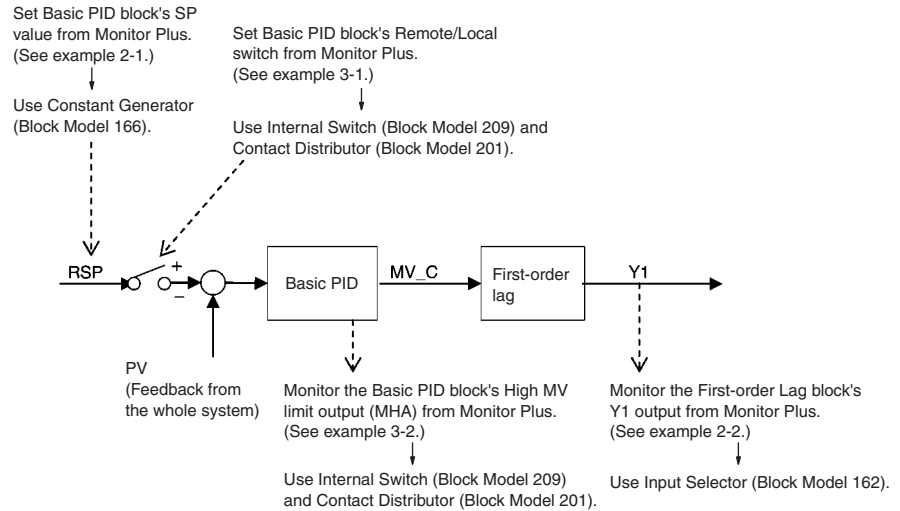 Set Basic PID block's SP
value from Monitor Plus.
(See example 2-1.)
Use Constant Generator
(Block Model 166).
Set Basic PID block's Remote/Local
switch from Monitor Plus.
(See example 3-1.)
Use Internal Switch (Block Model 209) and
Contact Distributor (Block Model 201).
RSP
+
−
Basic PID
MV_C
First-order
lag
Y1
PV
(Feedback from
the whole system)
Monitor the Basic PID block's High MV
limit output (MHA) from Monitor Plus.
(See example 3-2.)
Use Internal Switch (Block Model 209)
and Contact Distributor (Block Model 201).
Monitor the First-order Lag block's
Y1 output from Monitor Plus.
(See example 2-2.)
Use Input Selector (Block Model 162).